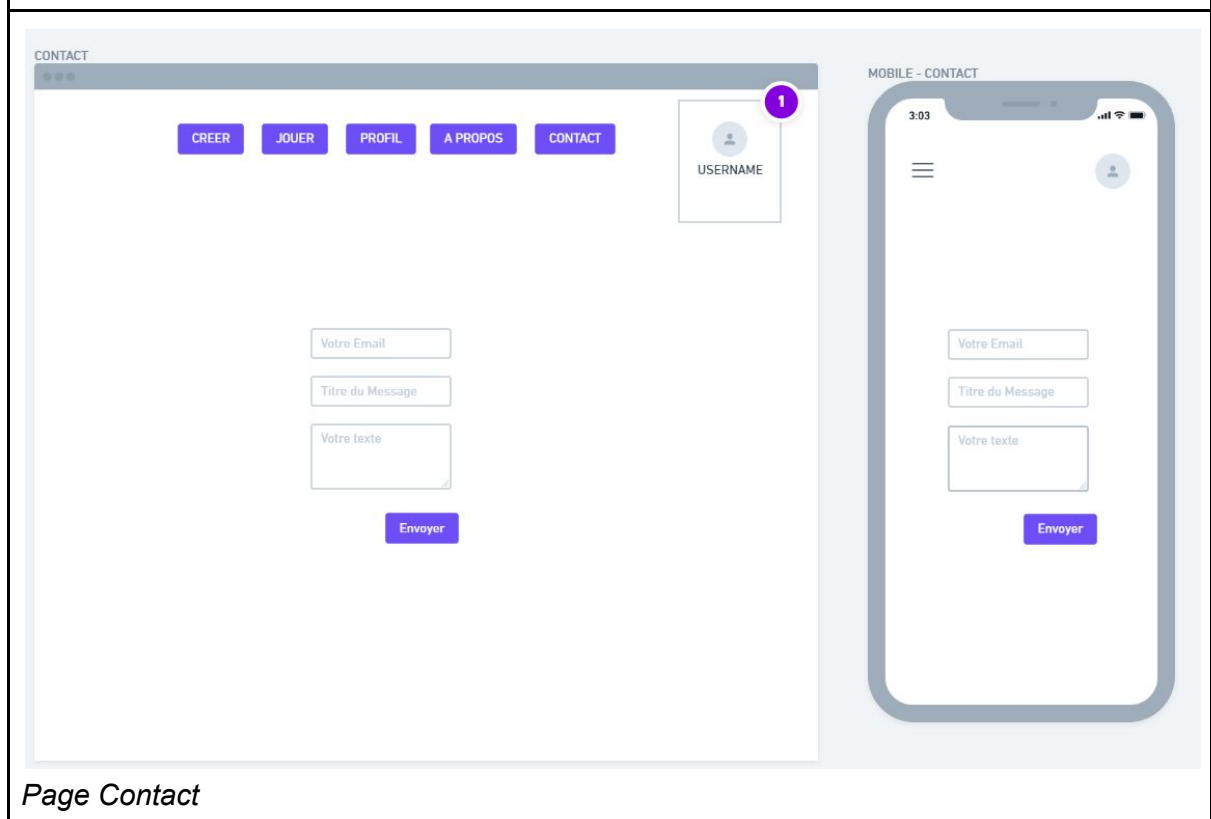 CONTACT
1
CREER JOUER PROFIL A PROPOS CONTACT
USERNAME
Votre Email
Titre du Message
Votre texte
Envoyer
MOBILE - CONTACT
3:03
Votre Email
Titre du Message
Votre texte
Envoyer
Page Contact